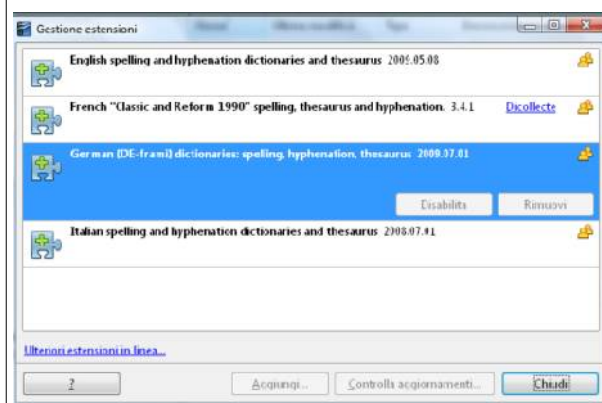 Gestione estensioni
English spelling and hyphenation dictionaries and thesaurus 2009.05.08
French "Classic and Reform 1990" spelling, thesaurus and hyphenation. 3.4.1 Dicollecte
German (DE-frami) dictionaries: spelling, hyphenation, thesaurus 2009.07.01
Disabilita Rimuovi
Italian spelling and hyphenation dictionaries and thesaurus 2008.07.01
Ulteriori estensioni in linea...
? Aggiungi... Controlla aggiornamenti... Chiudi